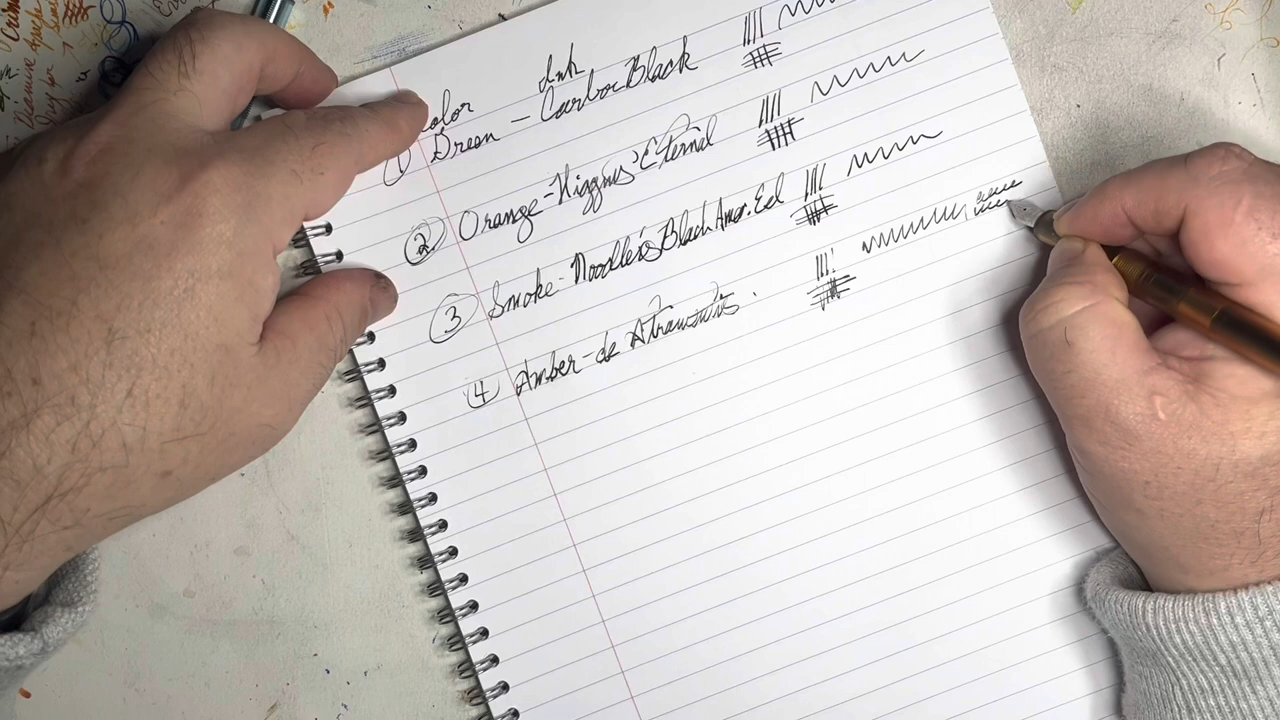 Color Ink
① Green - Carbon Black
② Orange - Higgins' Eternal
③ Smoke - Noodler's Black Amer. Eel
④ Amber - de Atramentis
Diamine